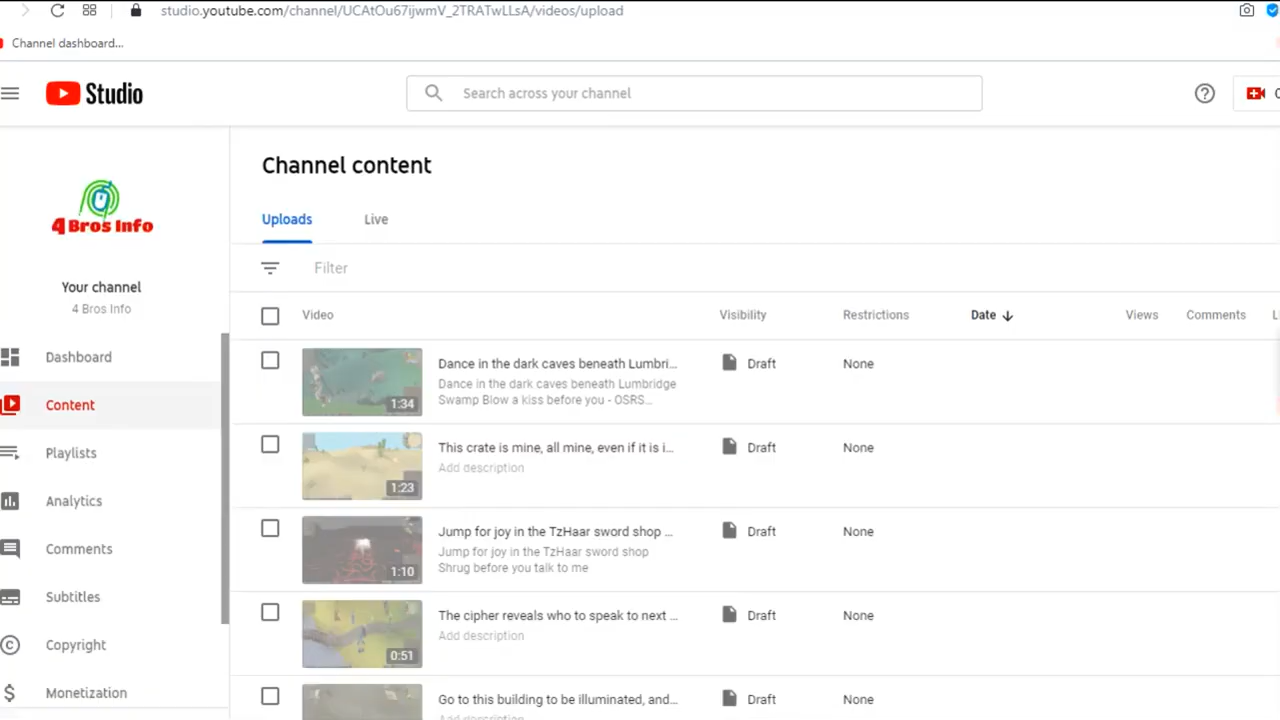 studio.youtube.com/channel/UCAtOu67ijwmV_2TRATwLLsA/videos/upload
Channel dashboard...
Studio
Search across your channel
4 Bros Info
Your channel
4 Bros Info
Dashboard
Content
Playlists
Analytics
Comments
Subtitles
Copyright
Monetization
Channel content
Uploads Live
Filter
Video Visibility Restrictions Date Views Comments
1:34
Dance in the dark caves beneath Lumbri...
Dance in the dark caves beneath Lumbridge
Swamp Blow a kiss before you - OSRS...
Draft None
1:23
This crate is mine, all mine, even if it is i...
Add description
Draft None
1:10
Jump for joy in the TzHaar sword shop ...
Jump for joy in the TzHaar sword shop
Shrug before you talk to me
Draft None
0:51
The cipher reveals who to speak to next ...
Add description
Draft None
Go to this building to be illuminated, and...
Add description
Draft None